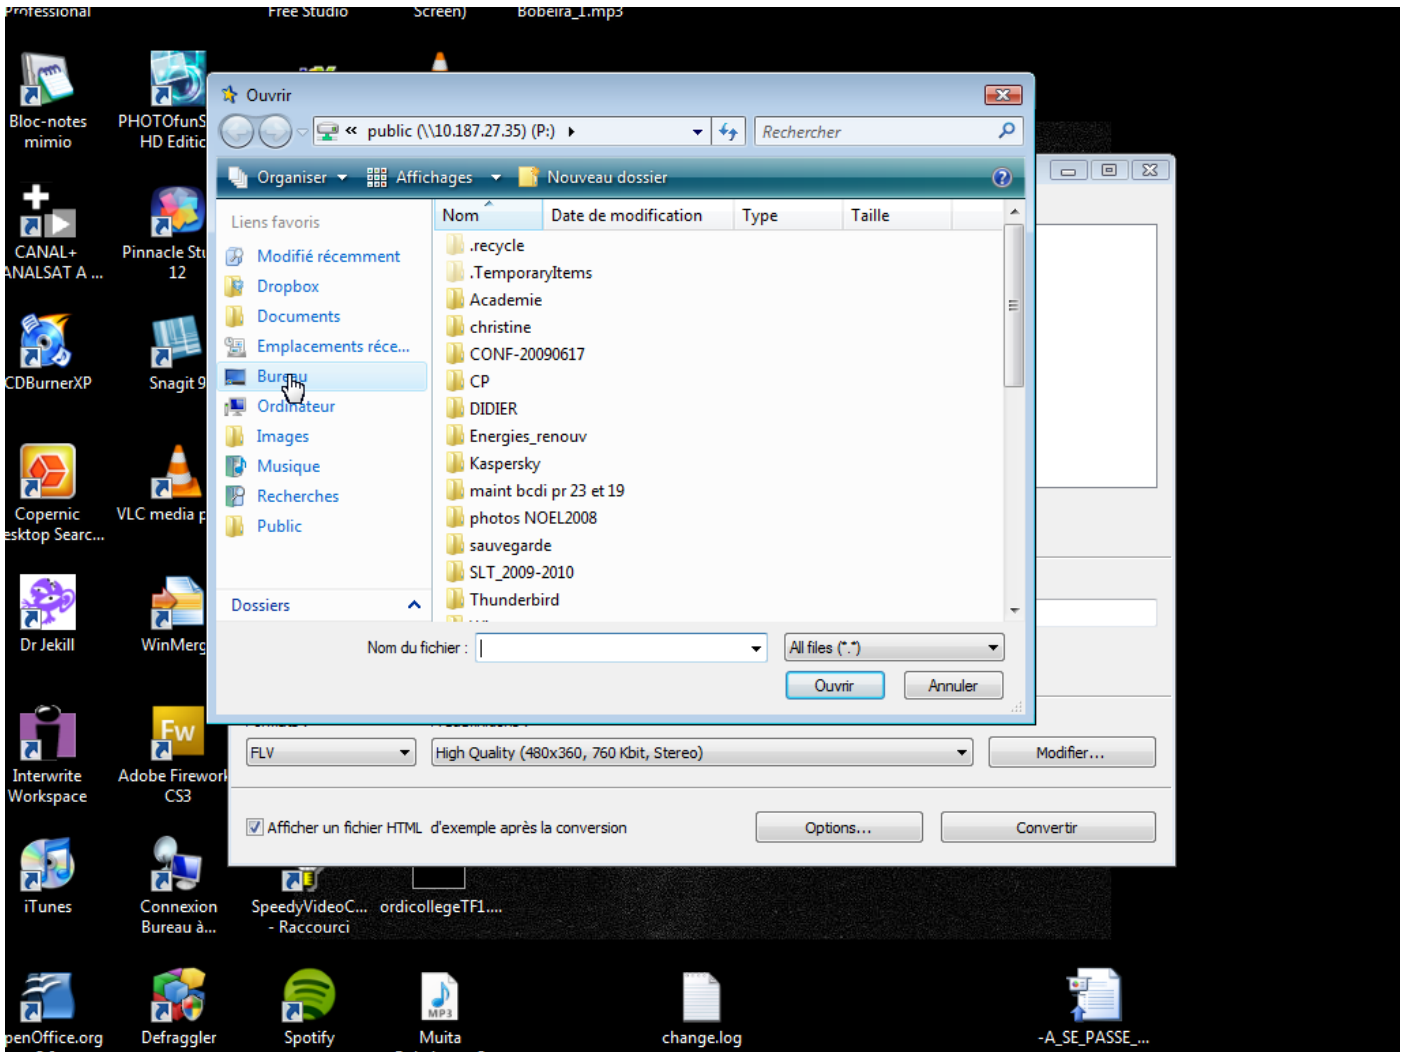 Professional
Free Studio
Screen)
Bobeira_1.mp3
Bloc-notes
mimio
PHOTOfunS
HD Editic
CANAL+
ANALSAT A ...
Pinnacle Stu
12
CDBurnerXP
Snagit 9
Copernic
esktop Searc...
VLC media p
Dr Jekill
WinMerg
Interwrite
Workspace
Fw
Adobe Firework
CS3
iTunes
Connexion
Bureau à...
SpeedyVideoC...
- Raccourci
ordicollegeTF1....
penOffice.org
Defraggler
Spotify
MP3
Muita
change.log
-A_SE_PASSE_...
Ouvrir
« public (\\10.187.27.35) (P:)
Rechercher
Organiser
Affichages
Nouveau dossier
?
Liens favoris
Modifié récemment
Dropbox
Documents
Emplacements réce...
Bureau
Ordinateur
Images
Musique
Recherches
Public
Dossiers
Nom Date de modification Type Taille
.recycle
.TemporaryItems
Academie
christine
CONF-20090617
CP
DIDIER
Energies_renouv
Kaspersky
maint bcdi pr 23 et 19
photos NOEL2008
sauvegarde
SLT_2009-2010
Thunderbird
Nom du fichier :
All files (*.*)
Ouvrir
Annuler
FLV
High Quality (480x360, 760 Kbit, Stereo)
Modifier...
Afficher un fichier HTML d'exemple après la conversion
Options...
Convertir